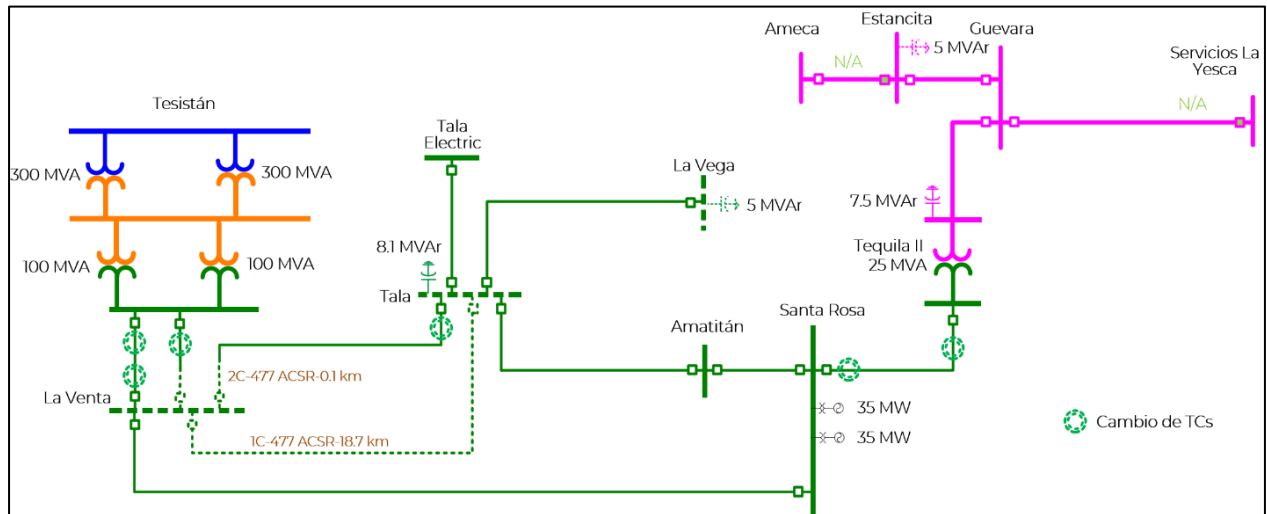 Tesistán
300 MVA
300 MVA
100 MVA
100 MVA
La Venta
2C-477 ACSR-0.1 km
1C-477 ACSR-18.7 km
Tala
Electric
8.1 MVAr
Tala
La Vega
5 MVAr
Amatitán
Santa Rosa
35 MW
35 MW
Ameca
N/A
Estancita
5 MVAr
Guevara
Servicios La
Yesca
N/A
7.5 MVAr
Tequila II
25 MVA
Cambio de TCs